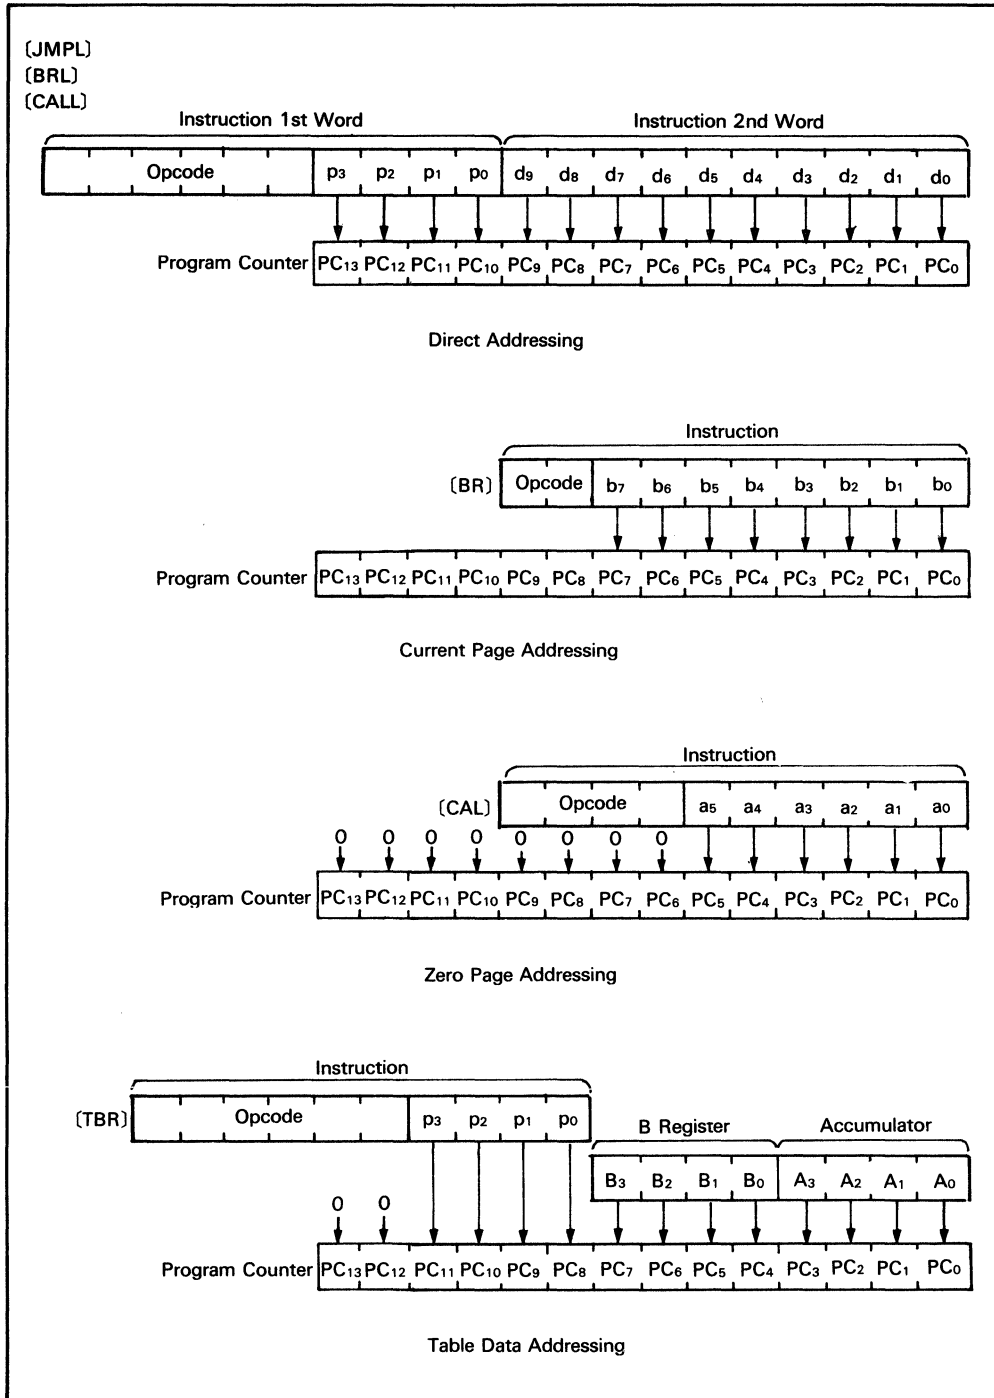 [JMPL]
[BRL]
[CALL]
Instruction 1st Word Instruction 2nd Word
Opcode p3 p2 p1 p0 d9 d8 d7 d6 d5 d4 d3 d2 d1 d0
Program Counter PC13 PC12 PC11 PC10 PC9 PC8 PC7 PC6 PC5 PC4 PC3 PC2 PC1 PC0
Direct Addressing
Instruction
[BR] Opcode b7 b6 b5 b4 b3 b2 b1 b0
Program Counter PC13 PC12 PC11 PC10 PC9 PC8 PC7 PC6 PC5 PC4 PC3 PC2 PC1 PC0
Current Page Addressing
Instruction
[CAL] Opcode a5 a4 a3 a2 a1 a0
0 0 0 0 0 0 0 0
Program Counter PC13 PC12 PC11 PC10 PC9 PC8 PC7 PC6 PC5 PC4 PC3 PC2 PC1 PC0
Zero Page Addressing
Instruction
[TBR] Opcode p3 p2 p1 p0
B Register Accumulator
B3 B2 B1 B0 A3 A2 A1 A0
0 0
Program Counter PC13 PC12 PC11 PC10 PC9 PC8 PC7 PC6 PC5 PC4 PC3 PC2 PC1 PC0
Table Data Addressing